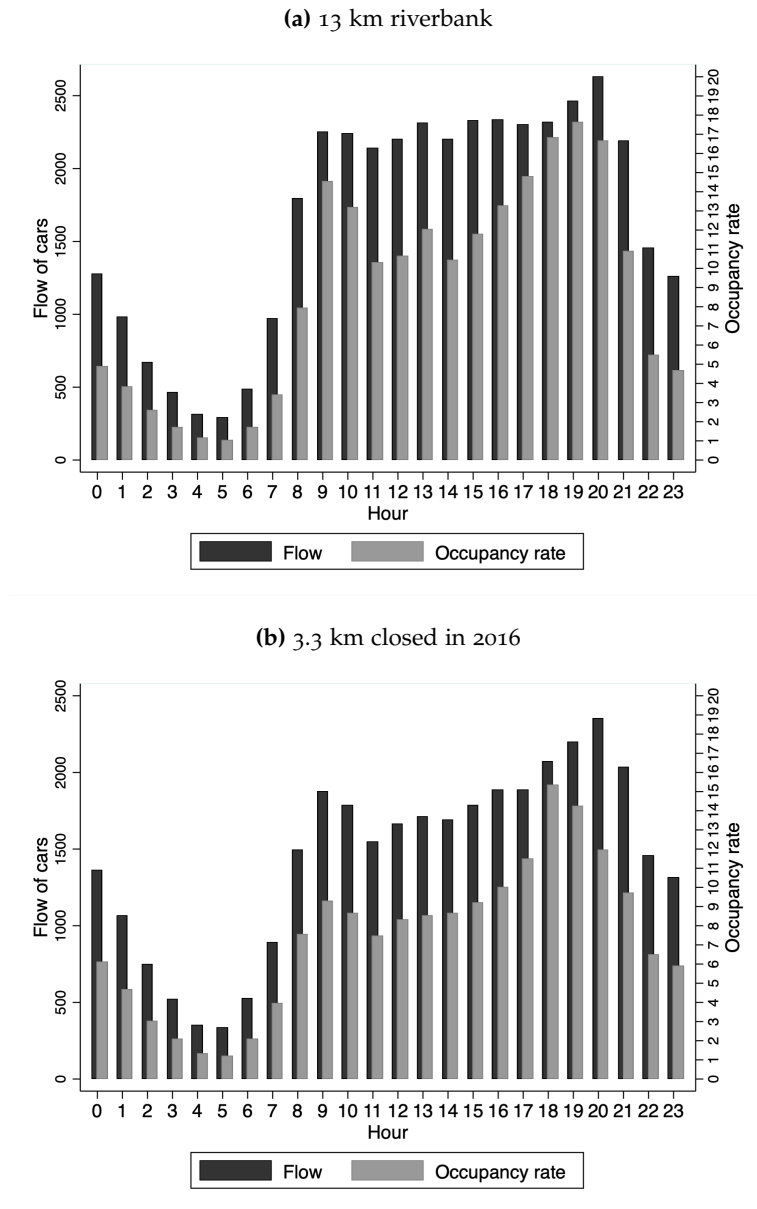 (a) 13 km riverbank
Flow of cars
0 500 1000 1500 2000 2500
Occupancy rate
0 1 2 3 4 5 6 7 8 9 10 11 12 13 14 15 16 17 18 19 20
0 1 2 3 4 5 6 7 8 9 10 11 12 13 14 15 16 17 18 19 20 21 22 23
Hour
Flow Occupancy rate
(b) 3.3 km closed in 2016
Flow of cars
0 500 1000 1500 2000 2500
Occupancy rate
0 1 2 3 4 5 6 7 8 9 10 11 12 13 14 15 16 17 18 19 20
0 1 2 3 4 5 6 7 8 9 10 11 12 13 14 15 16 17 18 19 20 21 22 23
Hour
Flow Occupancy rate